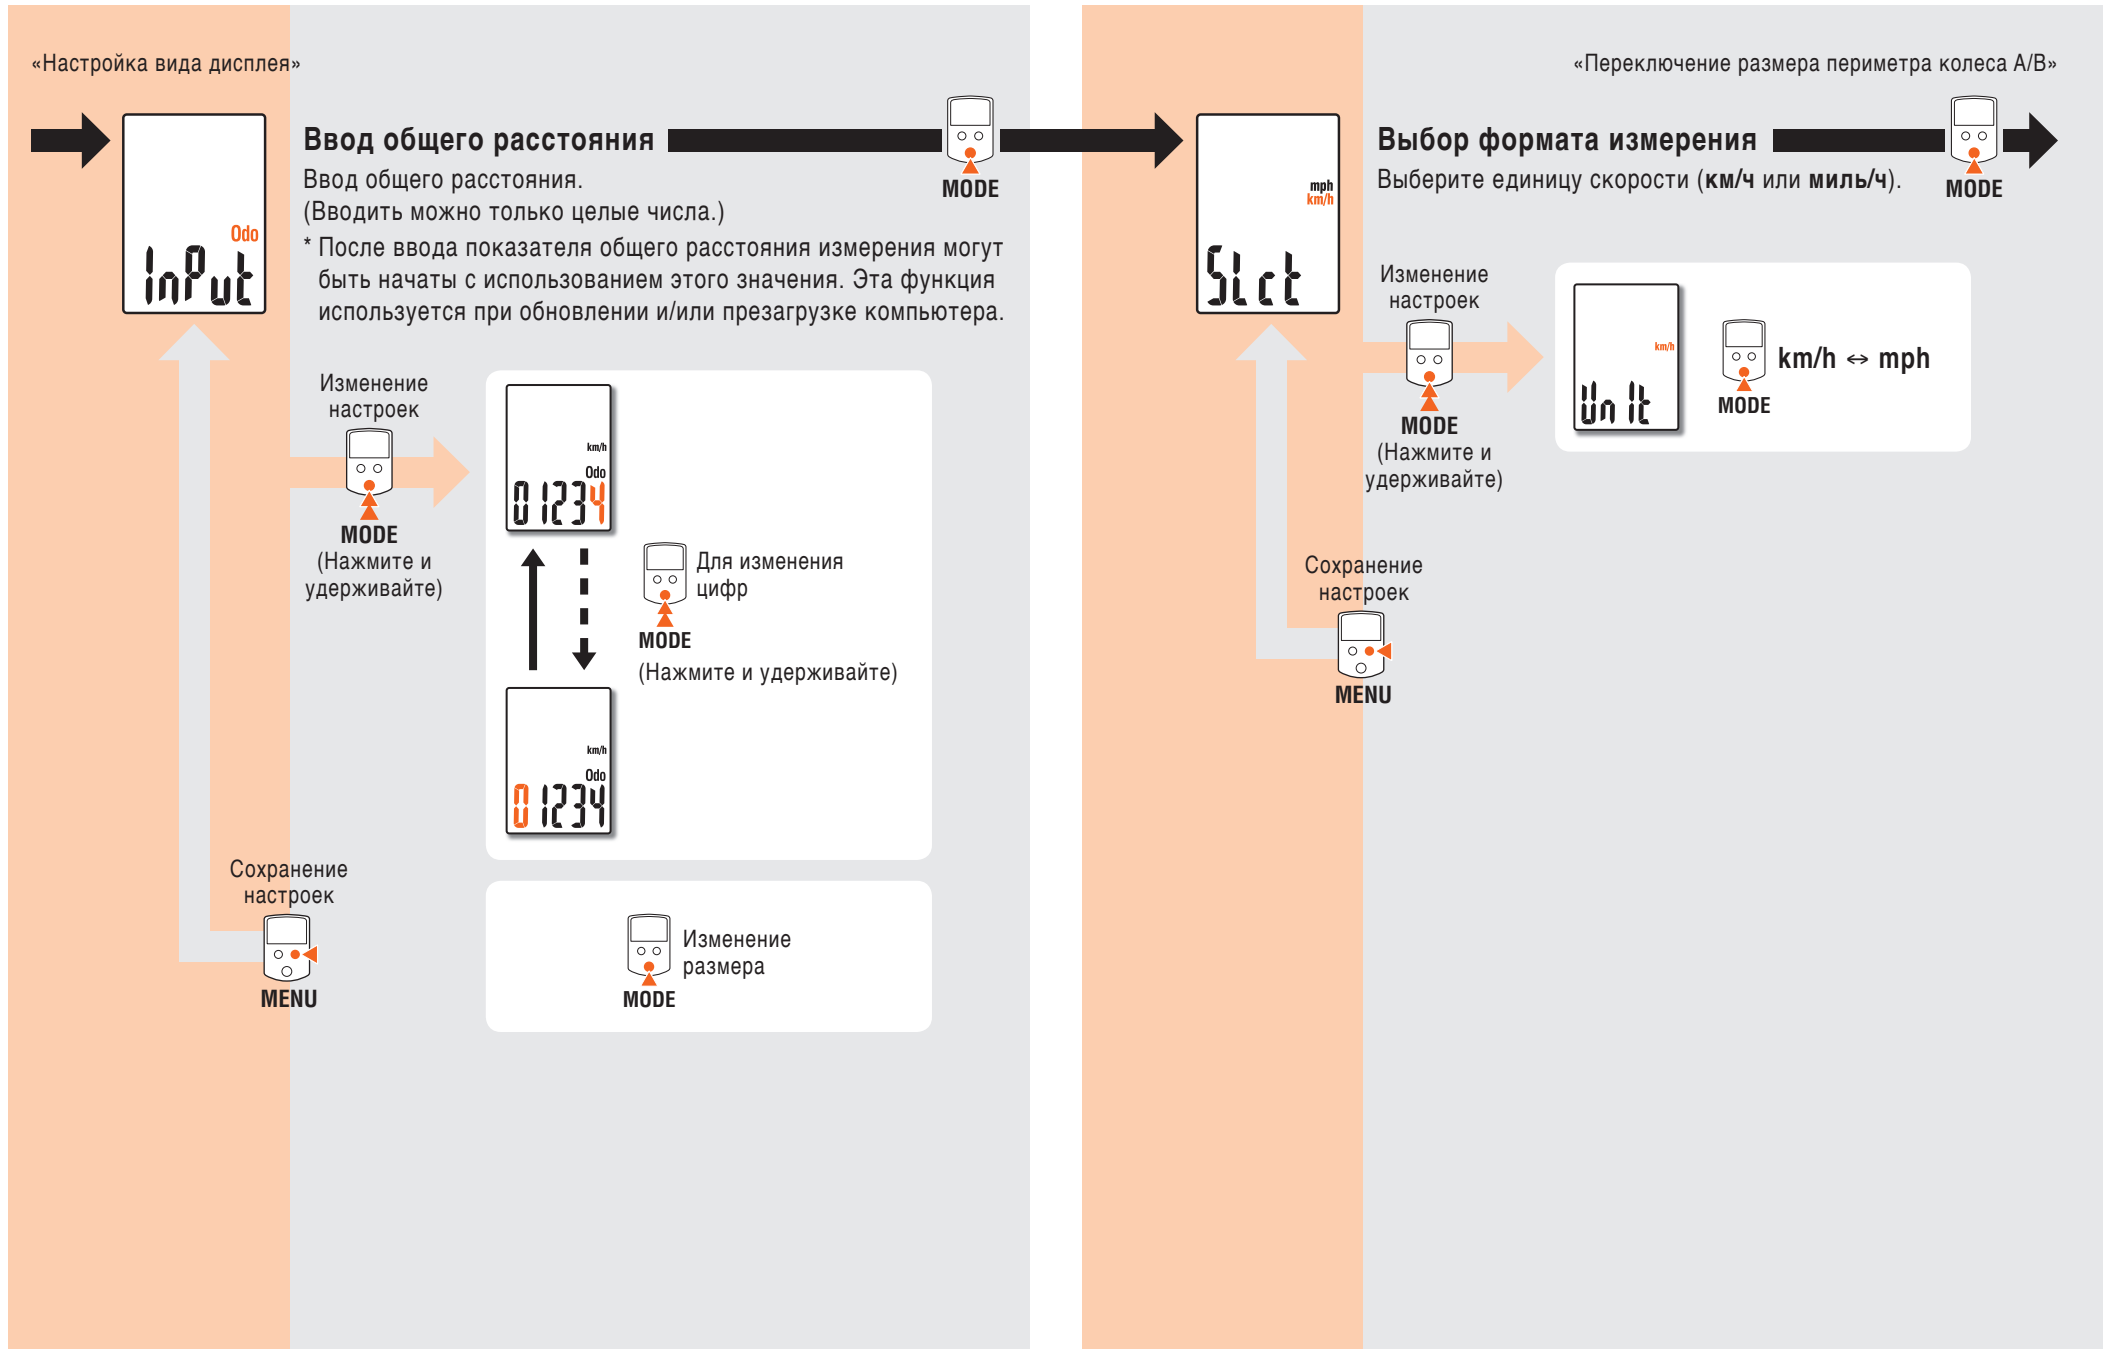 «Настройка вида дисплея»
Odo
InPut
Ввод общего расстояния
MODE
Ввод общего расстояния.
(Вводить можно только целые числа.)
* После ввода показателя общего расстояния измерения могут
быть начаты с использованием этого значения. Эта функция
используется при обновлении и/или презагрузке компьютера.
Изменение
настроек
MODE
(Нажмите и
удерживайте)
km/h
Odo
01234
Для изменения
цифр
MODE
(Нажмите и удерживайте)
km/h
Odo
01234
Сохранение
настроек
MENU
Изменение
размера
MODE
«Переключение размера периметра колеса A/B»
mph
km/h
SLct
Выбор формата измерения
MODE
Выберите единицу скорости (км/ч или миль/ч).
Изменение
настроек
MODE
(Нажмите и
удерживайте)
km/h
UnIt
km/h ↔ mph
MODE
Сохранение
настроек
MENU